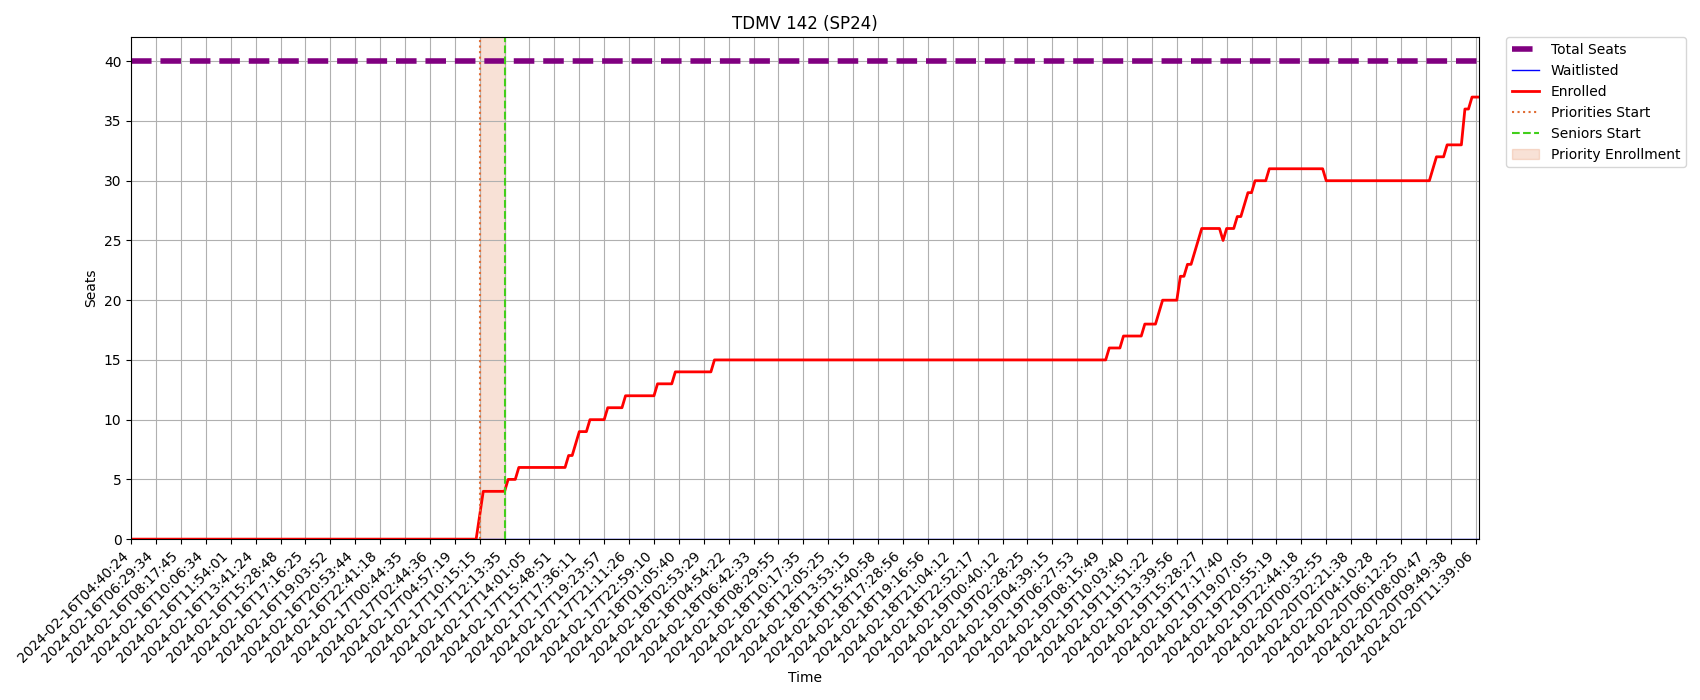 TDMV 142 (SP24)
Total Seats
Waitlisted
Enrolled
Priorities Start
Seniors Start
Priority Enrollment
Seats
40
35
30
25
20
15
10
5
0
2024-02-16T04:40:24
2024-02-16T06:29:34
2024-02-16T08:17:45
2024-02-16T10:06:34
2024-02-16T11:54:01
2024-02-16T13:41:24
2024-02-16T15:28:48
2024-02-16T17:16:25
2024-02-16T19:03:52
2024-02-16T20:53:44
2024-02-16T22:41:18
2024-02-17T00:44:35
2024-02-17T02:44:36
2024-02-17T04:57:19
2024-02-17T10:15:15
2024-02-17T12:13:35
2024-02-17T14:01:05
2024-02-17T15:48:51
2024-02-17T17:36:11
2024-02-17T19:23:57
2024-02-17T21:11:26
2024-02-17T22:59:10
2024-02-18T01:05:40
2024-02-18T02:53:29
2024-02-18T04:54:22
2024-02-18T06:42:33
2024-02-18T08:29:55
2024-02-18T10:17:35
2024-02-18T12:05:25
2024-02-18T13:53:15
2024-02-18T15:40:58
2024-02-18T17:28:56
2024-02-18T19:16:56
2024-02-18T21:04:12
2024-02-18T22:52:17
2024-02-19T00:40:12
2024-02-19T02:28:25
2024-02-19T04:39:15
2024-02-19T06:27:53
2024-02-19T08:15:49
2024-02-19T10:03:40
2024-02-19T11:51:22
2024-02-19T13:39:56
2024-02-19T15:28:27
2024-02-19T17:17:40
2024-02-19T19:07:05
2024-02-19T20:55:19
2024-02-19T22:44:18
2024-02-20T00:32:55
2024-02-20T02:21:38
2024-02-20T04:10:28
2024-02-20T06:12:25
2024-02-20T08:00:47
2024-02-20T09:49:38
2024-02-20T11:39:06
Time